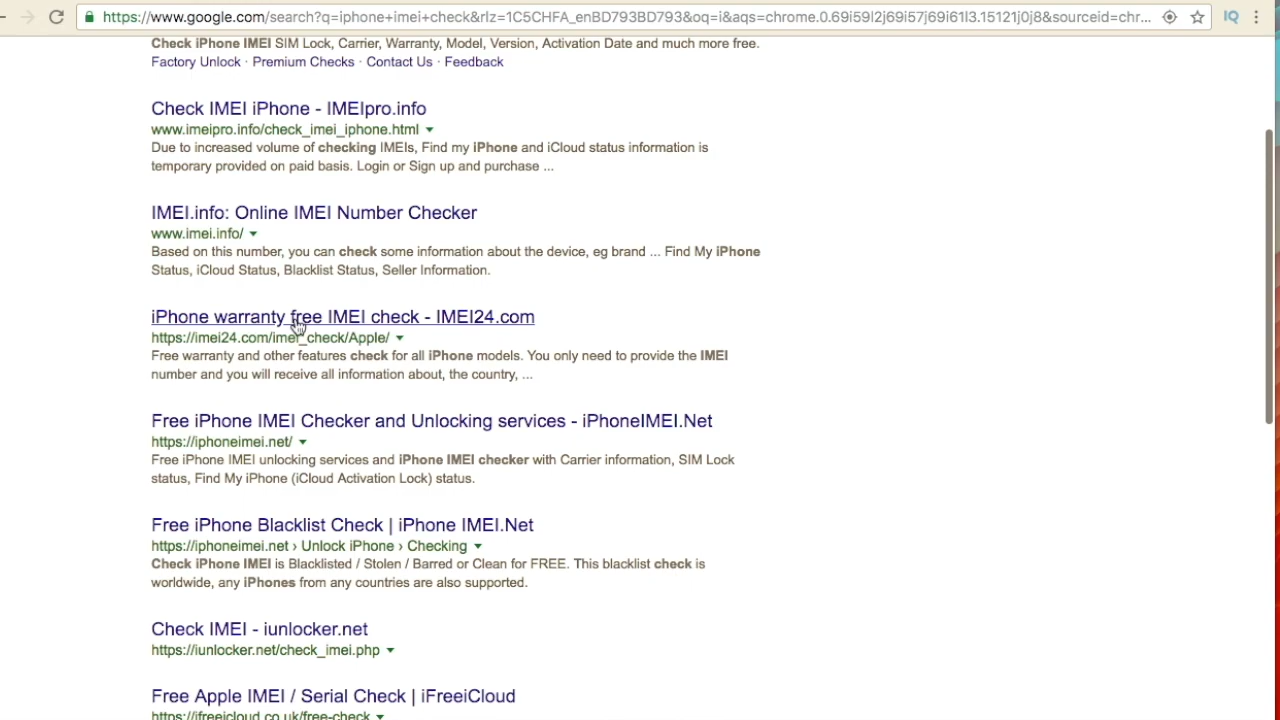 https://www.google.com/search?q=iphone+imei+check&rlz=1C5CHFA_enBD793BD793&oq=i&aqs=chrome.0.69i59l2j69i57j69i61l3.15121j0j8&sourceid=chr...
Check iPhone IMEI SIM Lock, Carrier, Warranty, Model, Version, Activation Date and much more free.
Factory Unlock · Premium Checks · Contact Us · Feedback
Check IMEI iPhone - IMEIpro.info
www.imeipro.info/check_imei_iphone.html
Due to increased volume of checking IMEIs, Find my iPhone and iCloud status information is
temporary provided on paid basis. Login or Sign up and purchase ...
IMEI.info: Online IMEI Number Checker
www.imei.info/
Based on this number, you can check some information about the device, eg brand ... Find My iPhone
Status, iCloud Status, Blacklist Status, Seller Information.
iPhone warranty free IMEI check - IMEI24.com
https://imei24.com/imei_check/Apple/
Free warranty and other features check for all iPhone models. You only need to provide the IMEI
number and you will receive all information about, the country, ...
Free iPhone IMEI Checker and Unlocking services - iPhoneIMEI.Net
https://iphoneimei.net/
Free iPhone IMEI unlocking services and iPhone IMEI checker with Carrier information, SIM Lock
status, Find My iPhone (iCloud Activation Lock) status.
Free iPhone Blacklist Check | iPhone IMEI.Net
https://iphoneimei.net › Unlock iPhone › Checking
Check iPhone IMEI is Blacklisted / Stolen / Barred or Clean for FREE. This blacklist check is
worldwide, any iPhones from any countries are also supported.
Check IMEI - iunlocker.net
https://iunlocker.net/check_imei.php
Free Apple IMEI / Serial Check | iFreeiCloud
https://ifreeicloud.co.uk/free-check